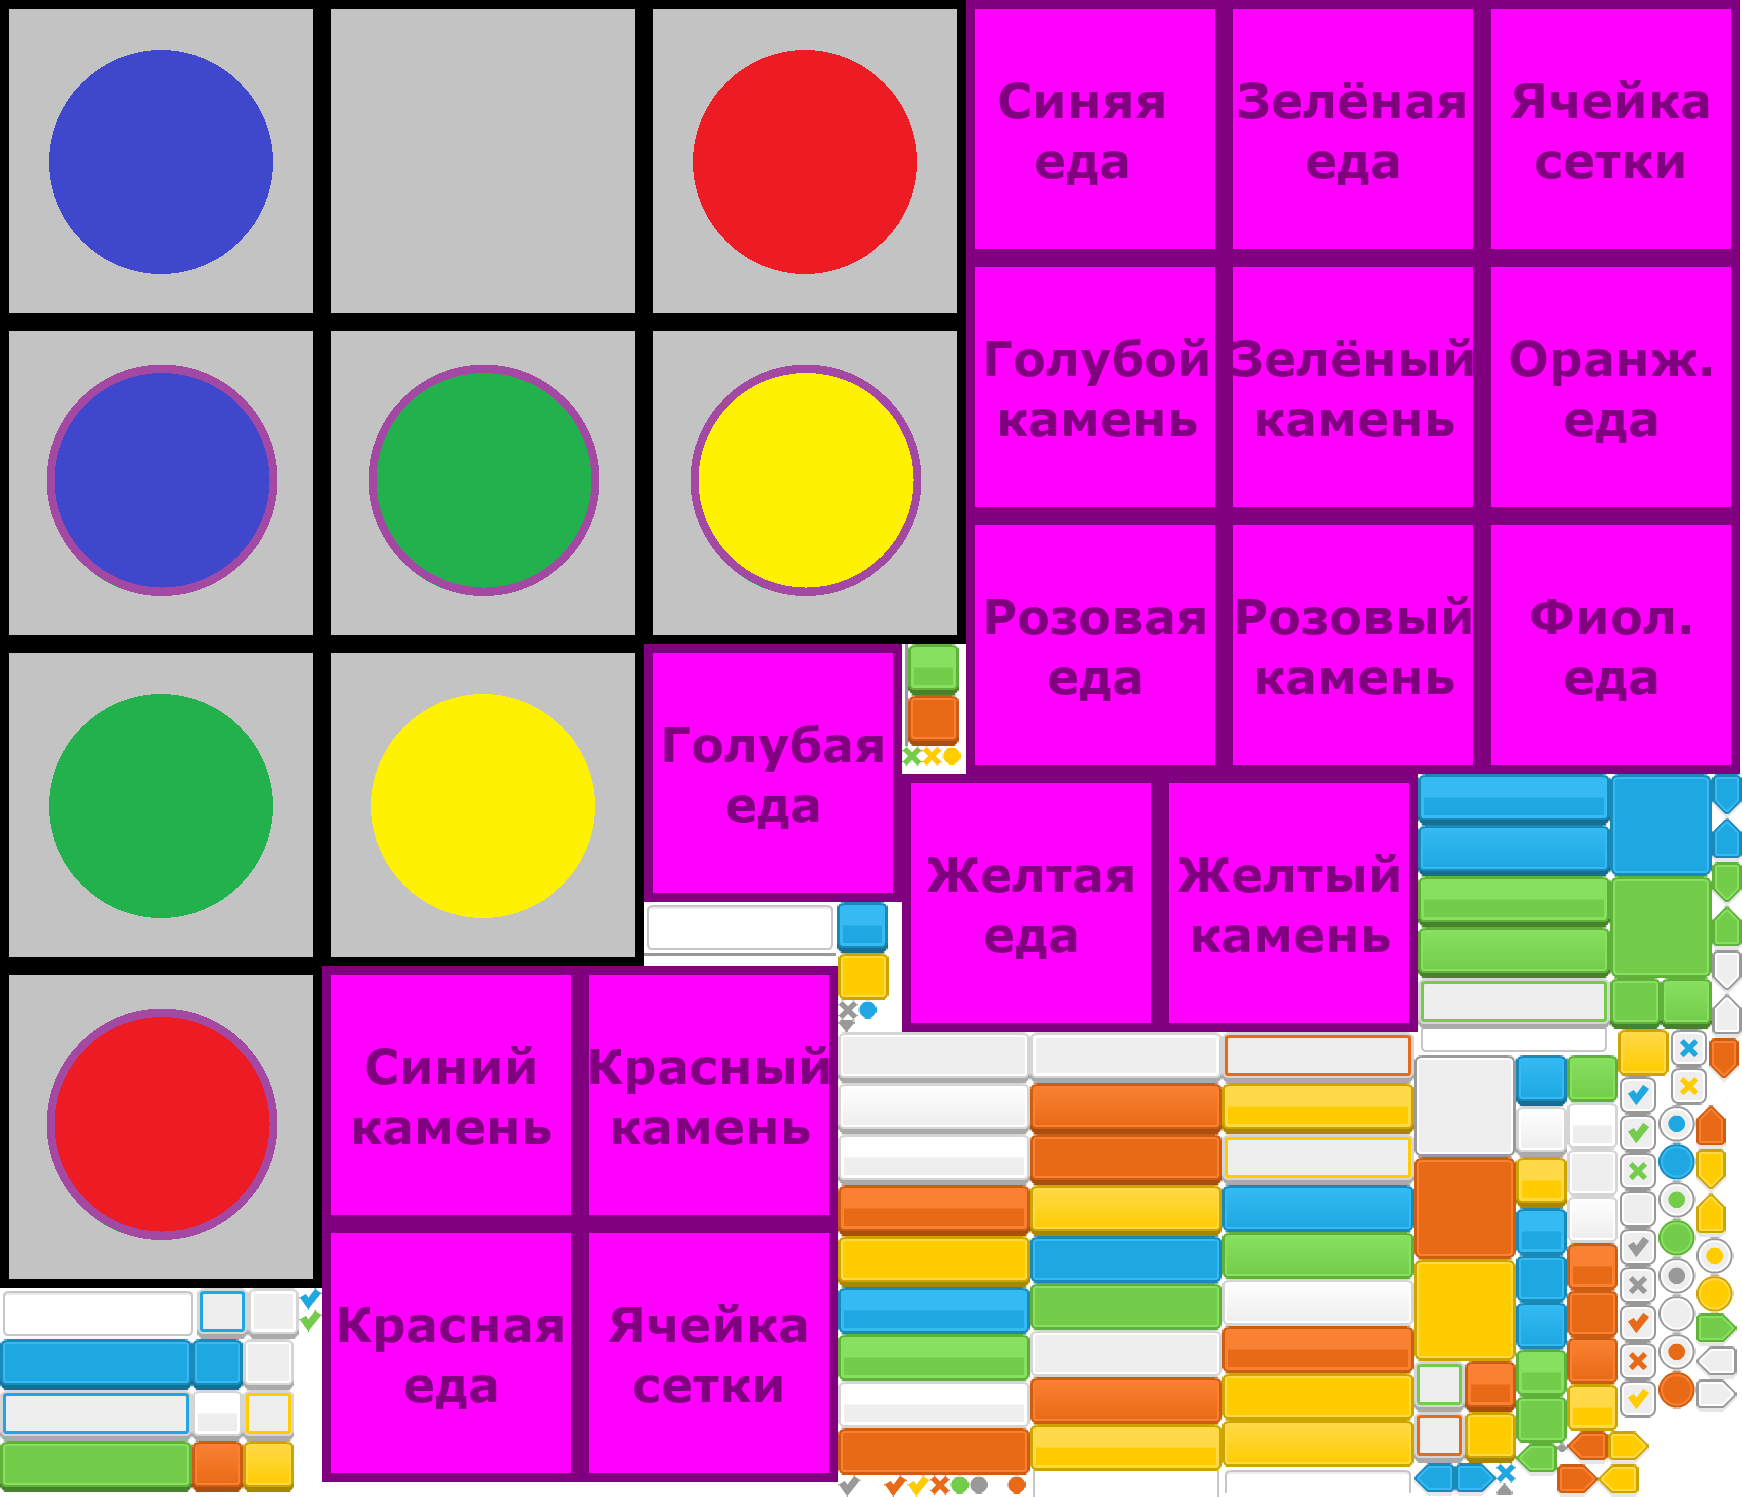 Синяя
еда
Зелёная
еда
Ячейка
сетки
Голубой
камень
Зелёный
камень
Оранж.
еда
Розовая
еда
Розовый
камень
Фиол.
еда
Голубая
еда
Желтая
еда
Желтый
камень
Синий
камень
Красный
камень
Красная
еда
Ячейка
сетки